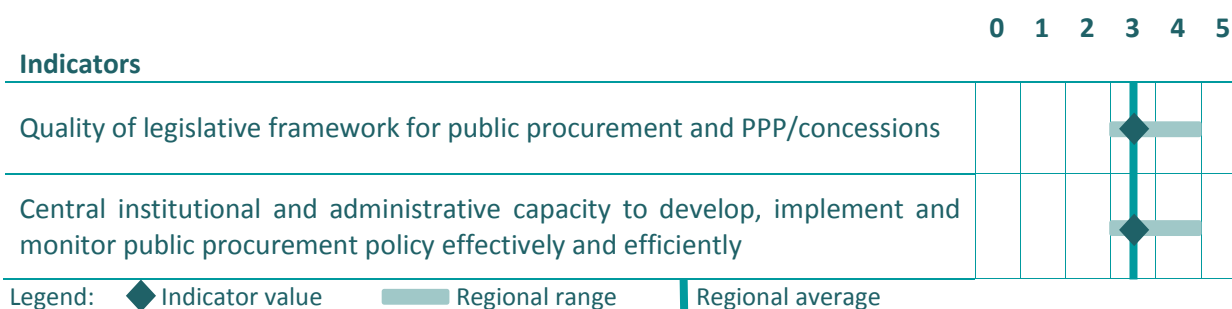 0 1 2 3 4 5
Indicators
Quality of legislative framework for public procurement and PPP/concessions
Central institutional and administrative capacity to develop, implement and
monitor public procurement policy effectively and efficiently
Legend: Indicator value Regional range Regional average